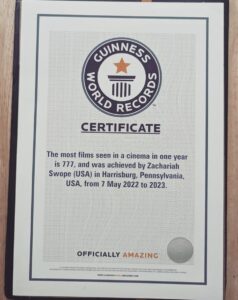 GUINNESS
WORLD RECORDS
CERTIFICATE
The most films seen in a cinema in one year
is 777, and was achieved by Zachariah
Swope (USA) in Harrisburg, Pennsylvania,
USA, from 7 May 2022 to 2023.
OFFICIALLY AMAZING